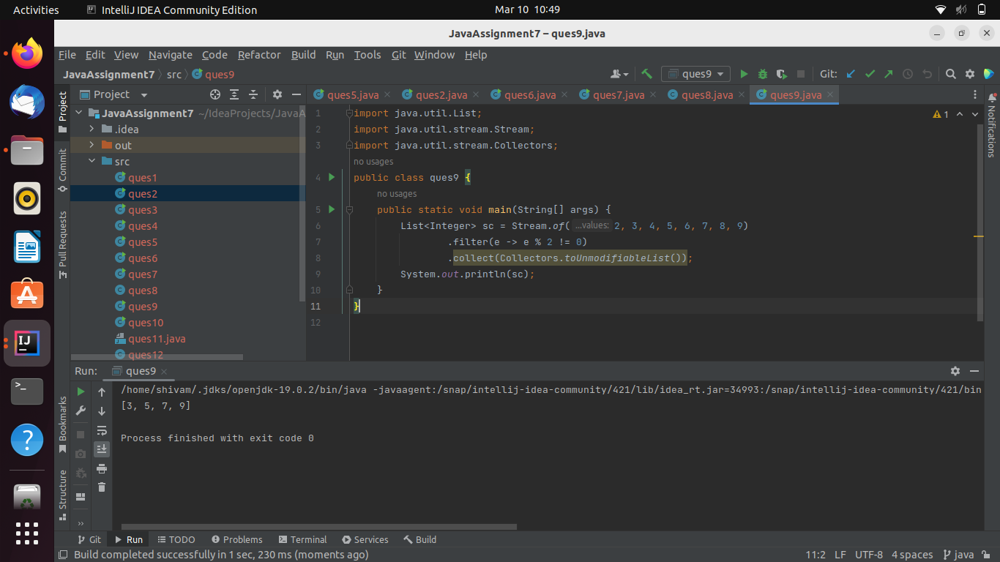 Activities IntelliJ IDEA Community Edition Mar 10 10:49
JavaAssignment7 – ques9.java
File Edit View Navigate Code Refactor Build Run Tools Git Window Help
JavaAssignment7 src ques9 ques9 Git:
Project
ques5.java ques2.java ques6.java ques7.java ques8.java ques9.java
JavaAssignment7 ~/IdeaProjects/JavaA
.idea
out
src
ques1
ques2
ques3
ques4
ques5
ques6
ques7
ques8
ques9
ques10
ques11.java
ques12
1 import java.util.List;
2 import java.util.stream.Stream;
3 import java.util.stream.Collectors;
no usages
4 public class ques9 {
no usages
5 public static void main(String[] args) {
6 List<Integer> sc = Stream.of( ...values: 2, 3, 4, 5, 6, 7, 8, 9)
7 .filter(e -> e % 2 != 0)
8 .collect(Collectors.toUnmodifiableList());
9 System.out.println(sc);
10 }
11 }
12
1
Project
Commit
Pull Requests
Bookmarks
Structure
Notifications
Run: ques9
/home/shivam/.jdks/openjdk-19.0.2/bin/java -javaagent:/snap/intellij-idea-community/421/lib/idea_rt.jar=34993:/snap/intellij-idea-community/421/bin
[3, 5, 7, 9]
Process finished with exit code 0
Git Run TODO Problems Terminal Services Build
Build completed successfully in 1 sec, 230 ms (moments ago) 11:2 LF UTF-8 4 spaces java